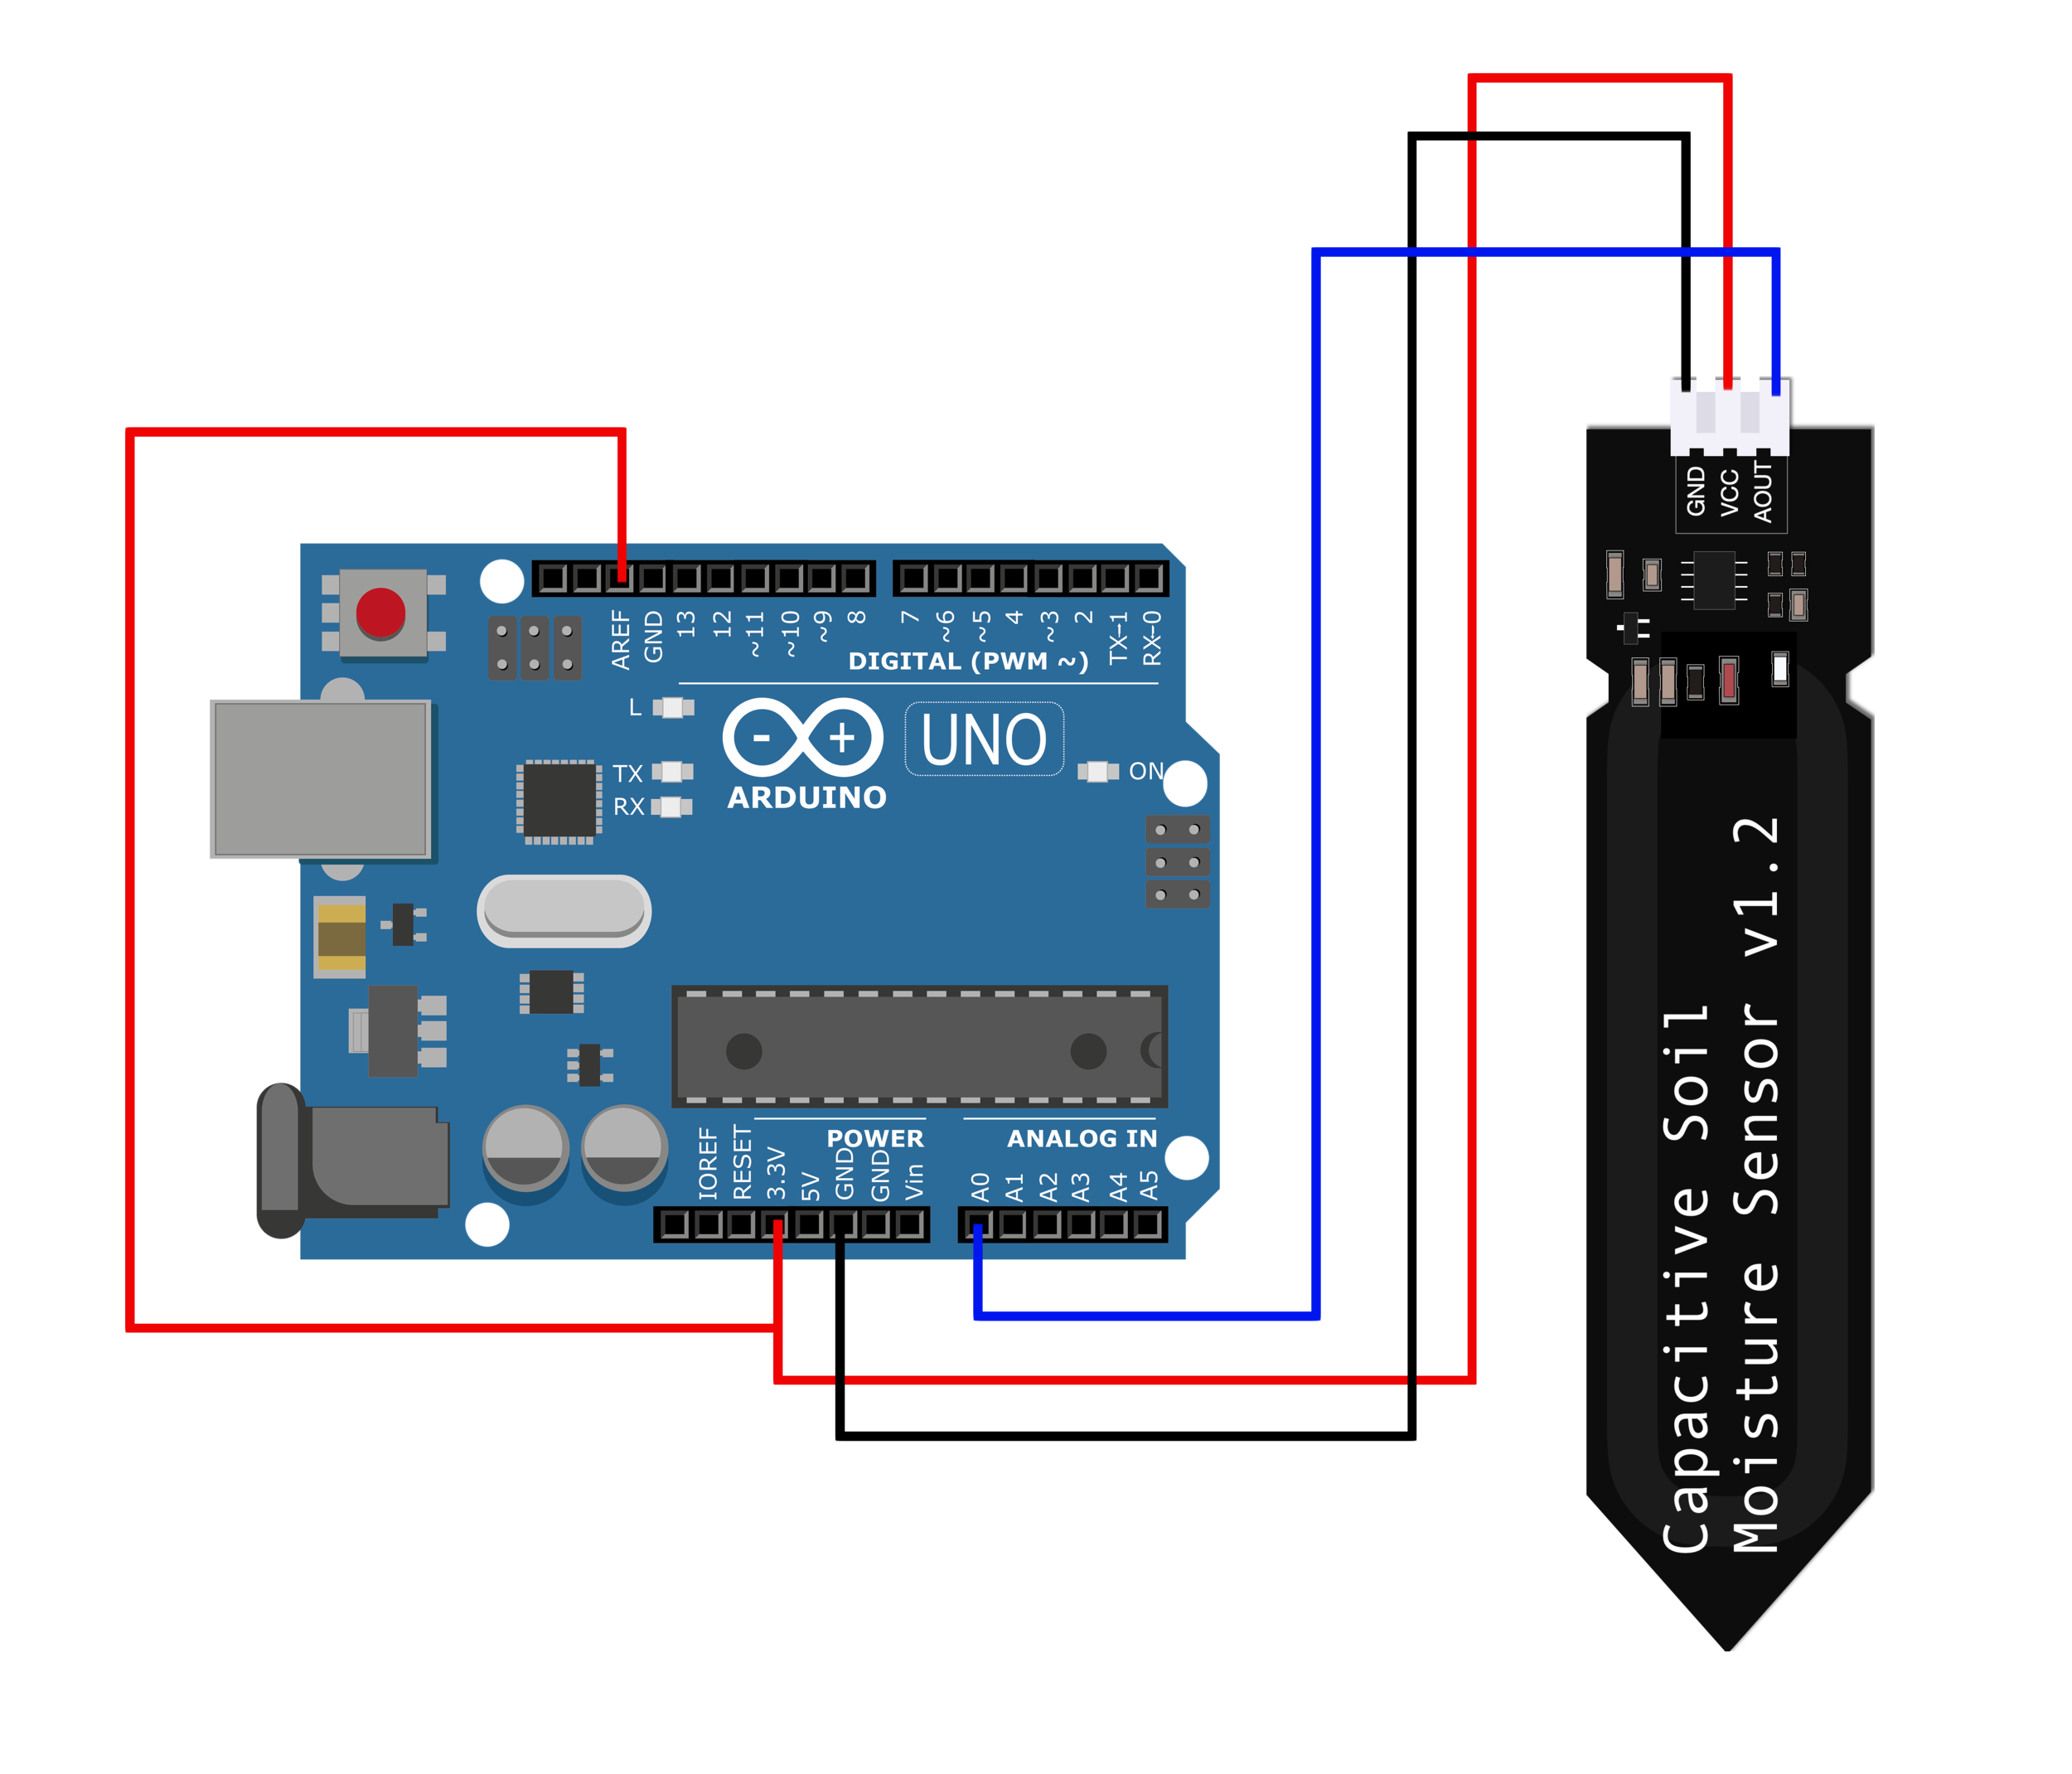 AREF
GND
13
12
~11
~10
~9
8
7
~6
~5
4
~3
2
TX→1
RX←0
DIGITAL (PWM ~)
L
TX
RX
- +
ARDUINO
UNO
ON
POWER
ANALOG IN
IOREF
RESET
3.3V
5V
GND
GND
Vin
A0
A1
A2
A3
A4
A5
GND
VCC
AOUT
Capacitive Soil
Moisture Sensor v1.2